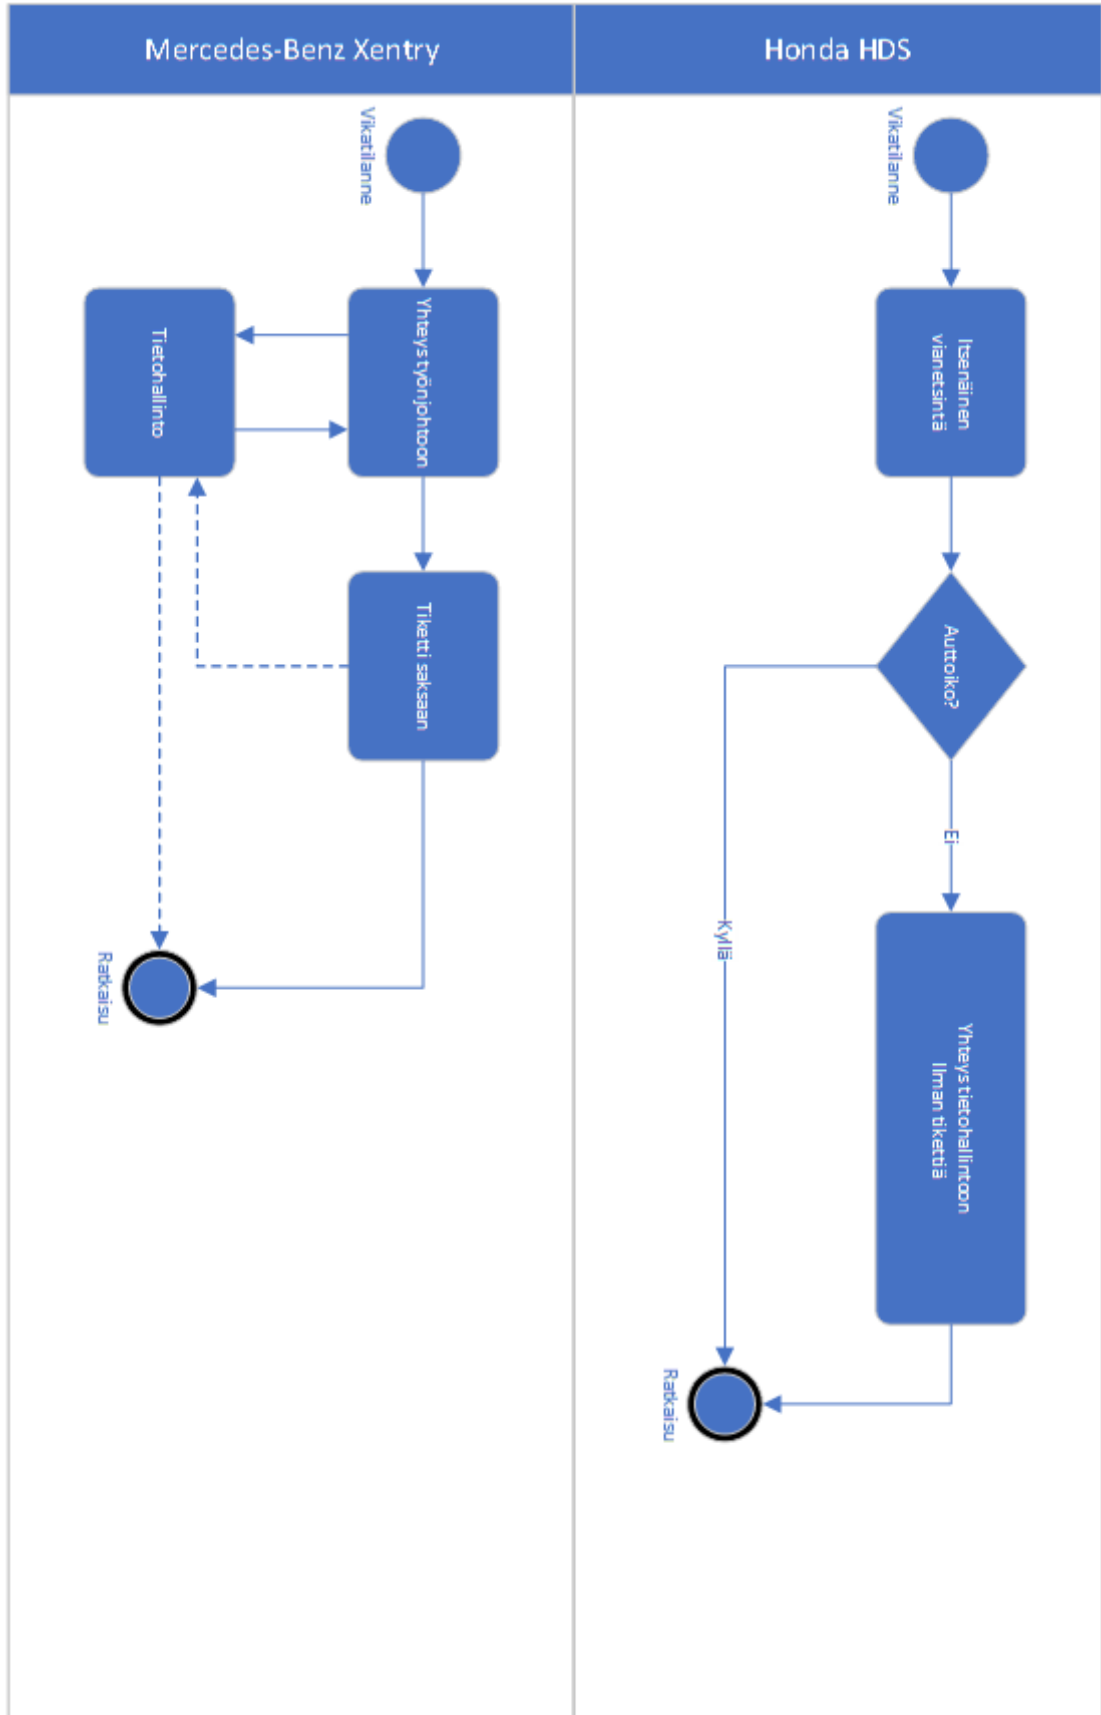 Mercedes-Benz Xentry
Vikatilanne
Yhteys työnjohtoon
Tietohallinto
Tiketti saksaan
Ratkaisu
Honda HDS
Vikatilanne
Itsenäinen
vianetsintä
Auttoiko?
Ei
Kyllä
Yhteys tietohallintoon
Ilman tikettiä
Ratkaisu